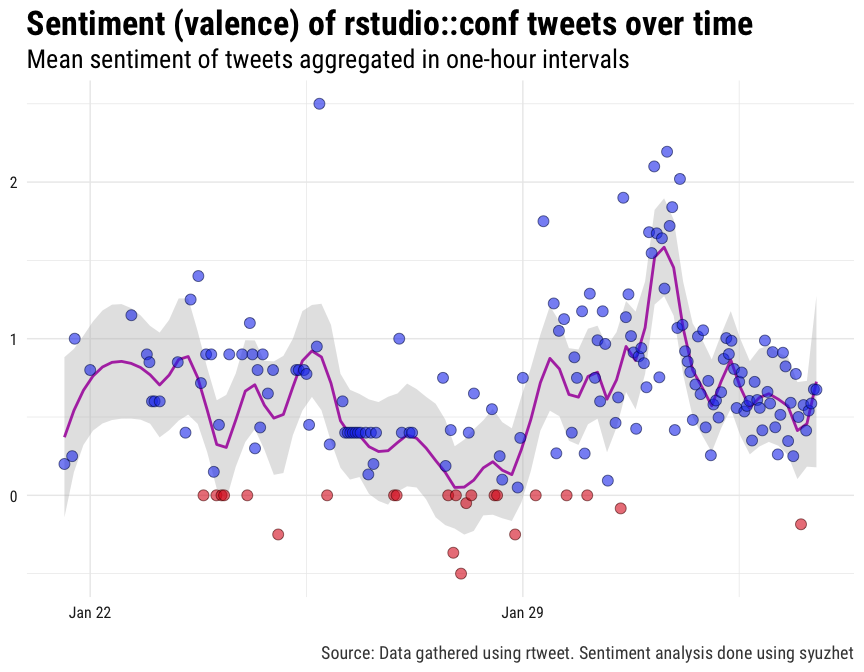 Sentiment (valence) of rstudio::conf tweets over time
Mean sentiment of tweets aggregated in one-hour intervals
2
1
0
Jan 22
Jan 29
Source: Data gathered using rtweet. Sentiment analysis done using syuzhet